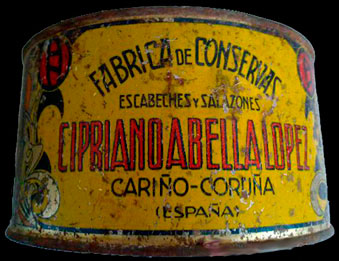 FABRICA DE CONSERVAS
ESCABECHES Y SALAZONES
CIPRIANO ABELLA LOPEZ
CARIÑO-CORUÑA
(ESPAÑA)